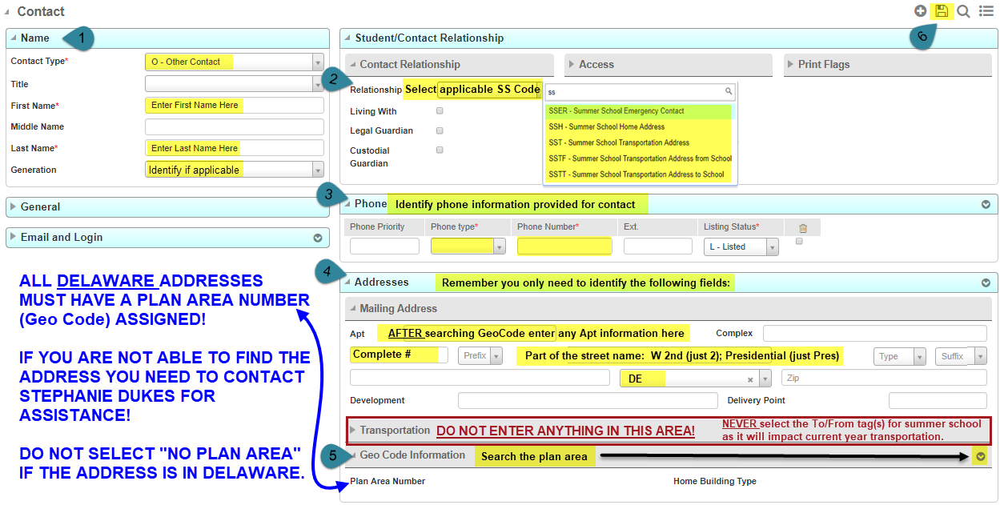 Contact
1
Name
Contact Type*
O - Other Contact
Title
First Name*
Enter First Name Here
Middle Name
Last Name*
Enter Last Name Here
Generation
Identify if applicable
General
Email and Login
6
Student/Contact Relationship
Contact Relationship
Access
Print Flags
2
Relationship
Select applicable SS Code
ss
SSER - Summer School Emergency Contact
SSH - Summer School Home Address
SST - Summer School Transportation Address
SSTF - Summer School Transportation Address from School
SSTT - Summer School Transportation Address to School
Living With
Legal Guardian
Custodial
Guardian
3
Phone
Identify phone information provided for contact
Phone Priority
Phone type*
Phone Number*
Ext.
Listing Status*
L - Listed
4
Addresses
Remember you only need to identify the following fields:
Mailing Address
Apt
AFTER searching GeoCode enter any Apt information here
Complex
Complete #
Prefix
Part of the street name: W 2nd (just 2); Presidential (just Pres)
Type
Suffix
DE
Zip
Development
Delivery Point
Transportation
DO NOT ENTER ANYTHING IN THIS AREA!
NEVER select the To/From tag(s) for summer school
as it will impact current year transportation.
5
Geo Code Information
Search the plan area
Plan Area Number
Home Building Type
ALL DELAWARE ADDRESSES
MUST HAVE A PLAN AREA NUMBER
(Geo Code) ASSIGNED!
IF YOU ARE NOT ABLE TO FIND THE
ADDRESS YOU NEED TO CONTACT
STEPHANIE DUKES FOR
ASSISTANCE!
DO NOT SELECT "NO PLAN AREA"
IF THE ADDRESS IS IN DELAWARE.